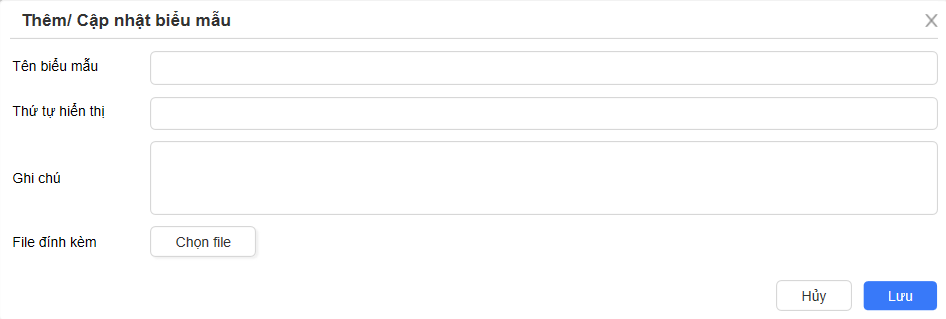 Thêm/ Cập nhật biểu mẫu
Tên biểu mẫu
Thứ tự hiển thị
Ghi chú
File đính kèm
Chọn file
Hủy
Lưu